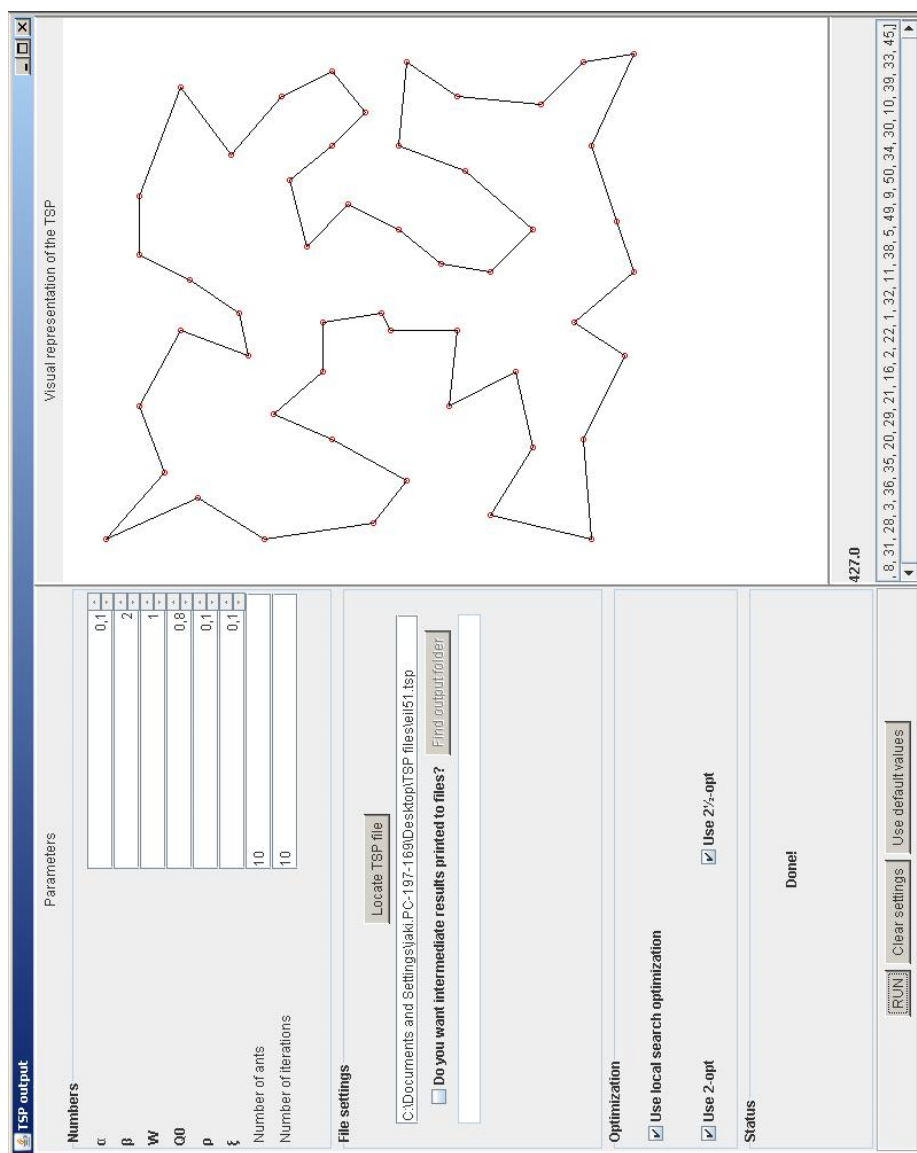 TSP output
Parameters
Numbers
α 0,1
β 2
W 1
Q0 0,8
ρ 0,1
ξ 0,1
Number of ants 10
Number of iterations 10
File settings
Locate TSP file
C:\Documents and Settings\jaki.PC-197-169\Desktop\TSP files\eil51.tsp
Do you want intermediate results printed to files?
Find output folder
Optimization
Use local search optimization
Use 2-opt
Use 2½-opt
Status
Done!
RUN
Clear settings
Use default values
Visual representation of the TSP
427.0
, 8, 31, 28, 3, 36, 35, 20, 29, 21, 16, 2, 22, 1, 32, 11, 38, 5, 49, 9, 50, 34, 30, 10, 39, 33, 45,]